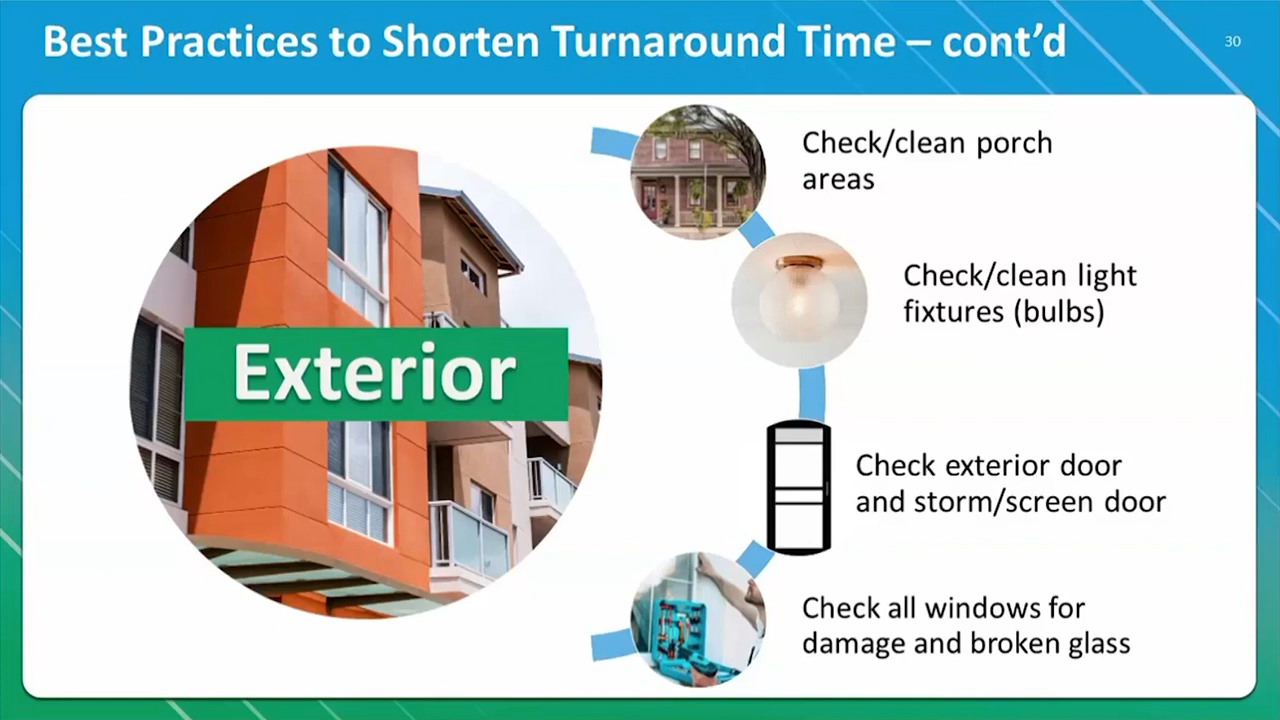 Best Practices to Shorten Turnaround Time – cont’d
30
Exterior
Check/clean porch
areas
Check/clean light
fixtures (bulbs)
Check exterior door
and storm/screen door
Check all windows for
damage and broken glass